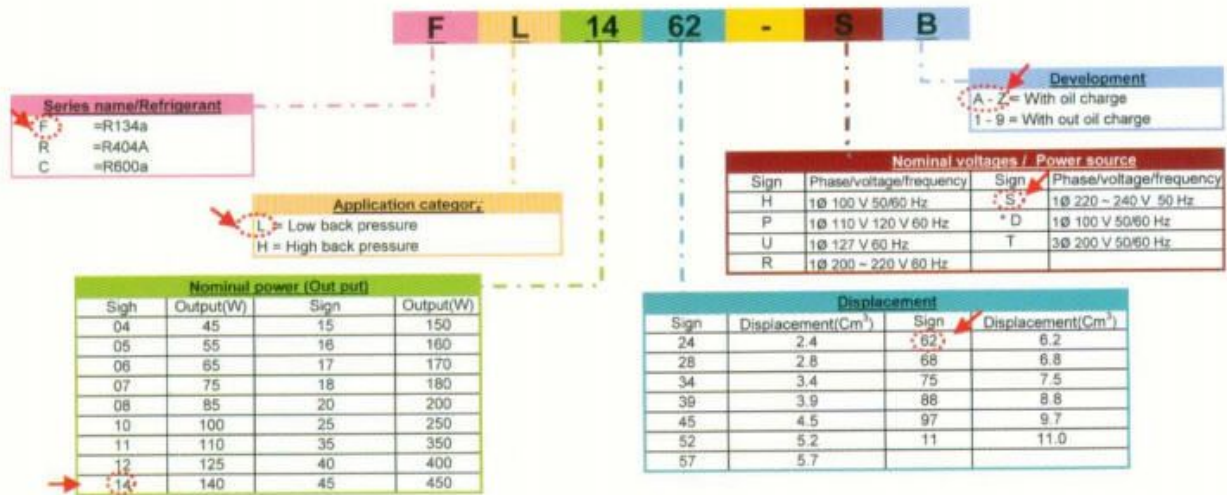 F L 14 62 - S B
Series name/Refrigerant
F =R134a
R =R404A
C =R600a
Application category:
L = Low back pressure
H = High back pressure
Development
A - Z = With oil charge
1 - 9 = With out oil charge
Nominal voltages / Power source
Sign Phase/voltage/frequency Sign Phase/voltage/frequency
H 1Ø 100 V 50/60 Hz S 1Ø 220 ~ 240 V 50 Hz
P 1Ø 110 V 120 V 60 Hz * D 1Ø 100 V 50/60 Hz
U 1Ø 127 V 60 Hz T 3Ø 200 V 50/60 Hz
R 1Ø 200 ~ 220 V 60 Hz
Nominal power (Out put)
Sigh Output(W) Sign Output(W)
04 45 15 150
05 55 16 160
06 65 17 170
07 75 18 180
08 85 20 200
10 100 25 250
11 110 35 350
12 125 40 400
14 140 45 450
Displacement
Sign Displacement(Cm³) Sign Displacement(Cm³)
24 2.4 62 6.2
28 2.8 68 6.8
34 3.4 75 7.5
39 3.9 88 8.8
45 4.5 97 9.7
52 5.2 11 11.0
57 5.7